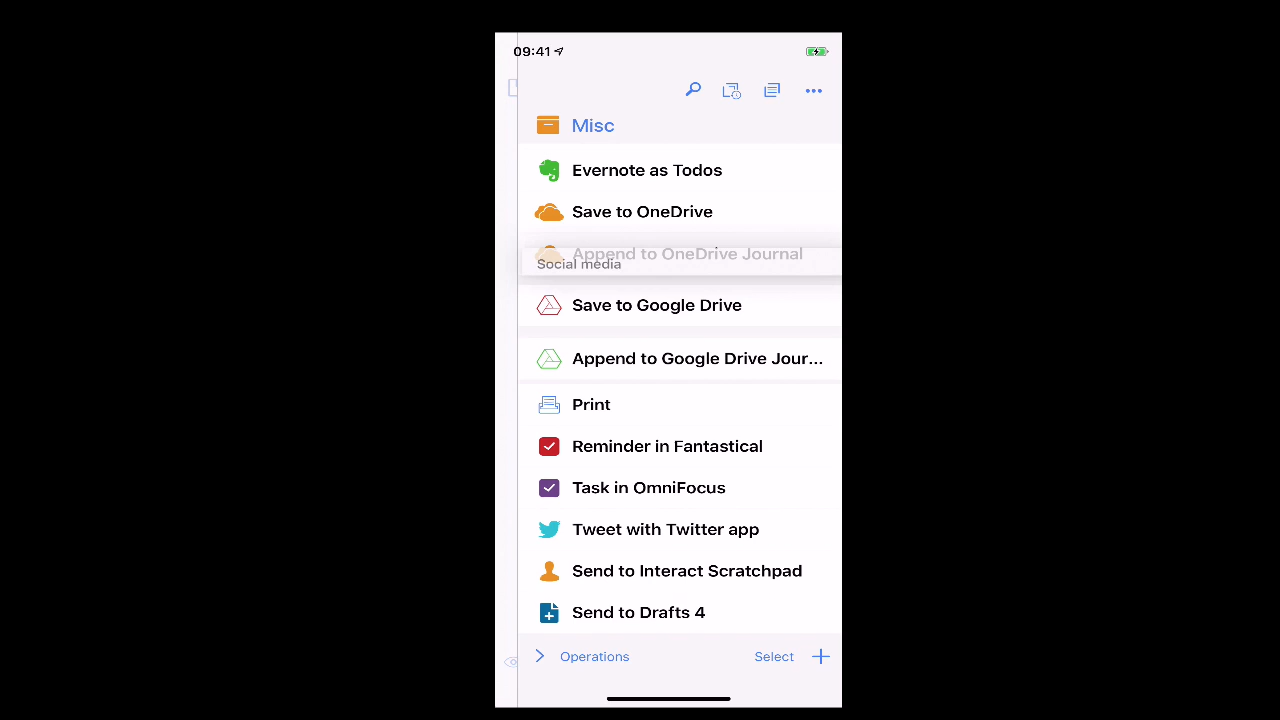 09:41
Misc
Evernote as Todos
Save to OneDrive
Append to OneDrive Journal
Social media
Save to Google Drive
Append to Google Drive Jour...
Print
Reminder in Fantastical
Task in OmniFocus
Tweet with Twitter app
Send to Interact Scratchpad
Send to Drafts 4
Operations Select